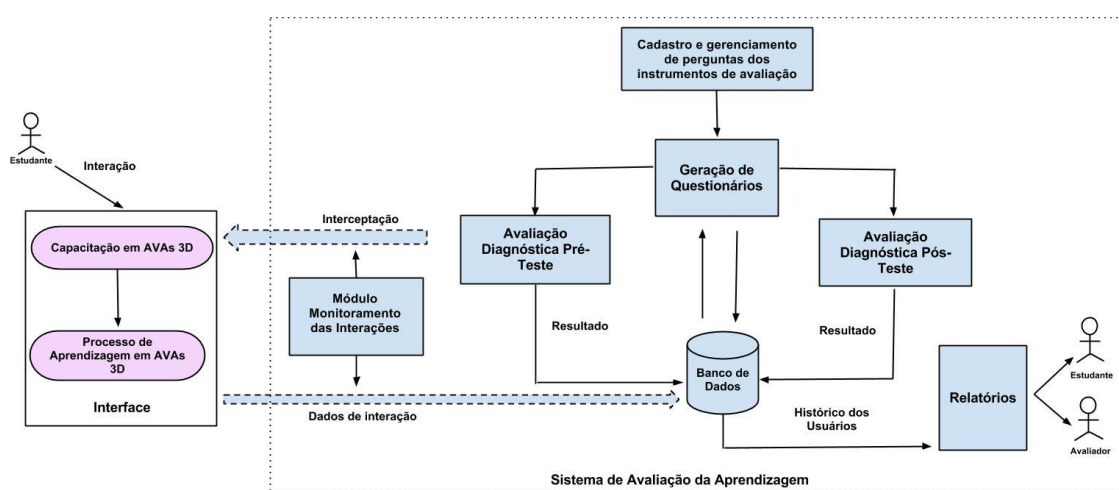 Cadastro e gerenciamento
de perguntas dos
instrumentos de avaliação
Estudante
Interação
Geração de
Questionários
Interceptação
Capacitação em AVAs 3D
Avaliação
Diagnóstica Pré-
Teste
Avaliação
Diagnóstica Pós-
Teste
Módulo
Monitoramento
das Interações
Resultado
Resultado
Processo de
Aprendizagem em AVAs
3D
Interface
Banco de
Dados
Dados de interação
Histórico dos
Usuários
Relatórios
Estudante
Avaliador
Sistema de Avaliação da Aprendizagem